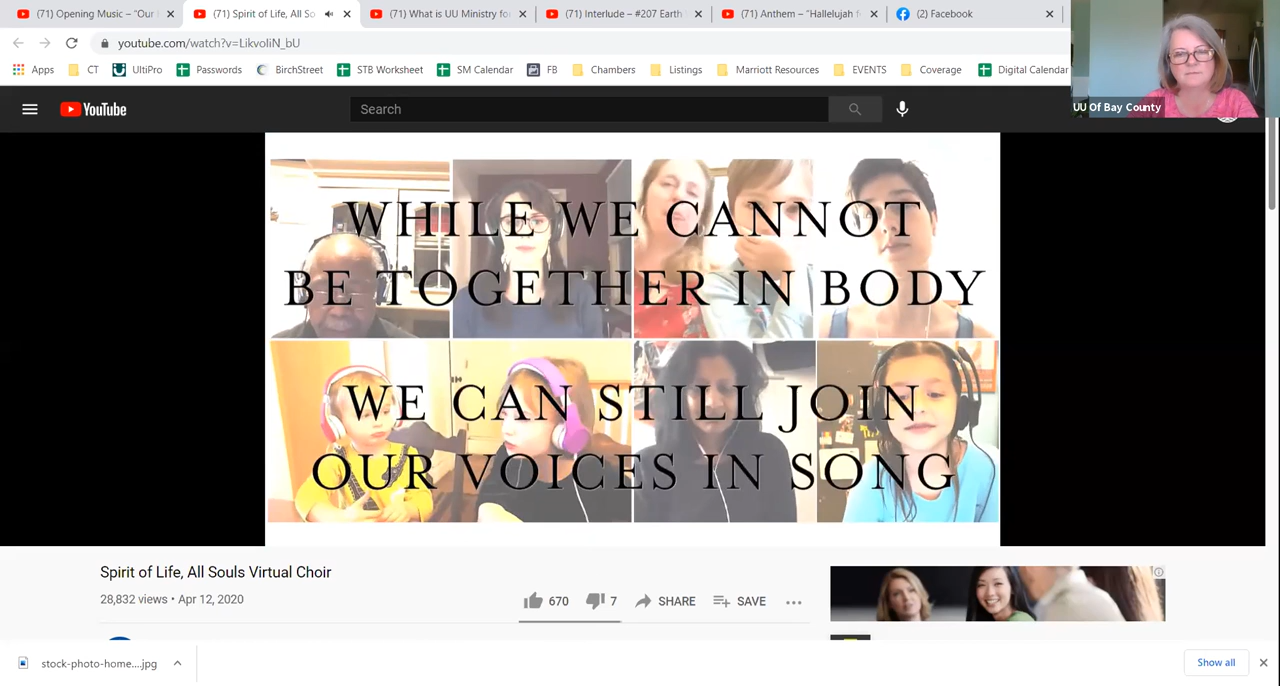 (71) Opening Music – "Our
(71) Spirit of Life, All So
(71) What is UU Ministry for
(71) Interlude – #207 Earth
(71) Anthem – "Hallelujah f
(2) Facebook
youtube.com/watch?v=LikvoIiN_bU
Apps
CT
UltiPro
Passwords
BirchStreet
STB Worksheet
SM Calendar
FB
Chambers
Listings
Marriott Resources
EVENTS
Coverage
Digital Calendar
UU Of Bay County
YouTube
Search
WHILE WE CANNOT
BE TOGETHER IN BODY
WE CAN STILL JOIN
OUR VOICES IN SONG
Spirit of Life, All Souls Virtual Choir
28,832 views • Apr 12, 2020
670
7
SHARE
SAVE
stock-photo-home....jpg
Show all